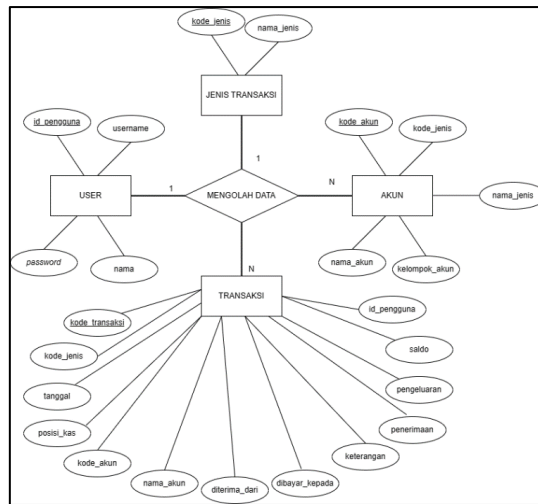 kode_jenis
nama_jenis
JENIS TRANSAKSI
id_pengguna
username
kode_akun
kode_jenis
1
USER
1
MENGOLAH DATA
N
AKUN
nama_jenis
password
nama
nama_akun
kelompok_akun
N
TRANSAKSI
kode_transaksi
id_pengguna
kode_jenis
saldo
tanggal
pengeluaran
posisi_kas
penerimaan
kode_akun
keterangan
nama_akun
diterima_dari
dibayar_kepada